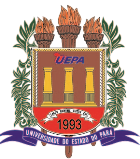 UEPA
1993
UNIVERSIDADE DO ESTADO DO PARÁ